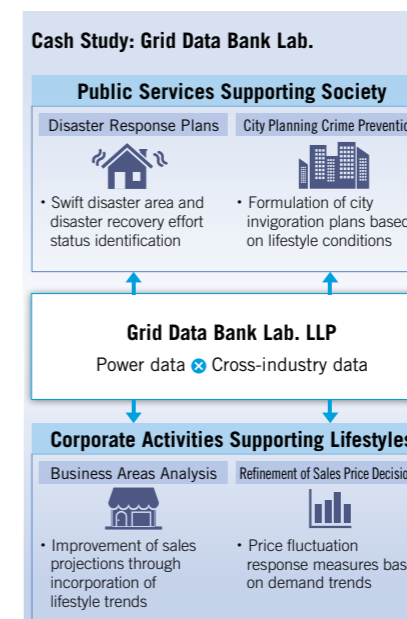 Cash Study: Grid Data Bank Lab.
Public Services Supporting Society
Disaster Response Plans
• Swift disaster area and
disaster recovery effort
status identification
City Planning Crime Preventio
• Formulation of city
invigoration plans based
on lifestyle conditions
Grid Data Bank Lab. LLP
Power data × Cross-industry data
Corporate Activities Supporting Lifestyles
Business Areas Analysis
• Improvement of sales
projections through
incorporation of
lifestyle trends
Refinement of Sales Price Decisio
• Price fluctuation
response measures bas
on demand trends